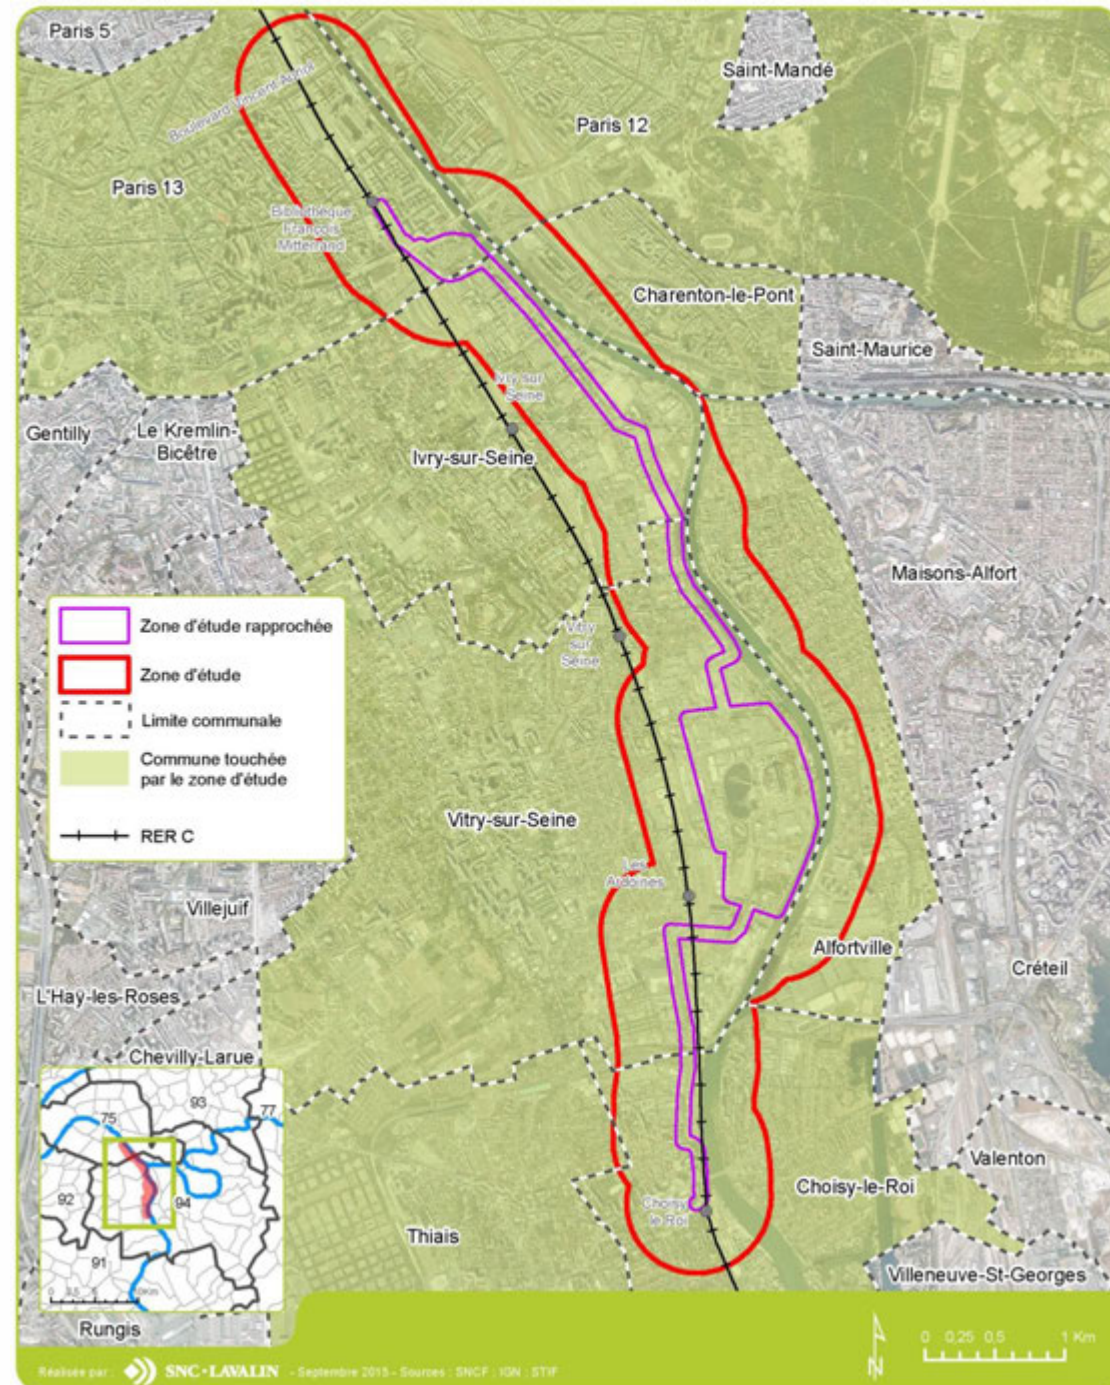 Paris 5
Saint-Mandé
Boulevard Vincent Auriol
Paris 12
Paris 13
Bibliothèque
François
Mitterrand
Charenton-le-Pont
Saint-Maurice
Ivry sur
Seine
Gentilly
Le Kremlin-
Bicêtre
Ivry-sur-Seine
Maisons-Alfort
Zone d'étude rapprochée
Zone d'étude
Limite communale
Commune touchée
par le zone d'étude
RER C
Vitry
sur
Seine
Vitry-sur-Seine
Les
Ardoines
Villejuif
Alfortville
Créteil
L'Haÿ-les-Roses
Chevilly-Larue
93
77
75
92
94
91
Valenton
Choisy-le-Roi
Choisy
le Roi
Thiais
Villeneuve-St-Georges
Rungis
N
0 0,25 0,5 1 Km
Réalisée par : SNC•LAVALIN - Septembre 2015 - Sources : SNCF ; IGN ; STIF